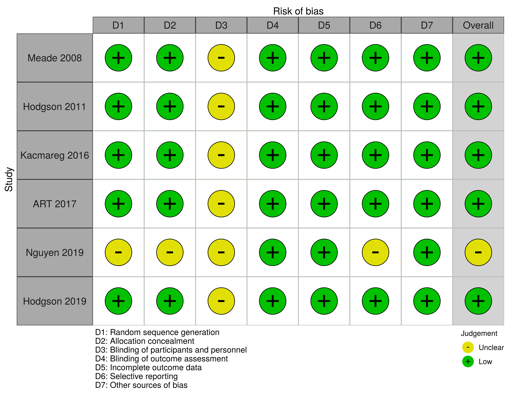 Risk of bias
D1 D2 D3 D4 D5 D6 D7 Overall
Study
Meade 2008 + + - + + + + +
Hodgson 2011 + + - + + + + +
Kacmareg 2016 + + - + + + + +
ART 2017 + + - + + + + +
Nguyen 2019 - - - + + - + -
Hodgson 2019 + + - + + + + +
D1: Random sequence generation
D2: Allocation concealment
D3: Blinding of participants and personnel
D4: Blinding of outcome assessment
D5: Incomplete outcome data
D6: Selective reporting
D7: Other sources of bias
Judgement
- Unclear
+ Low